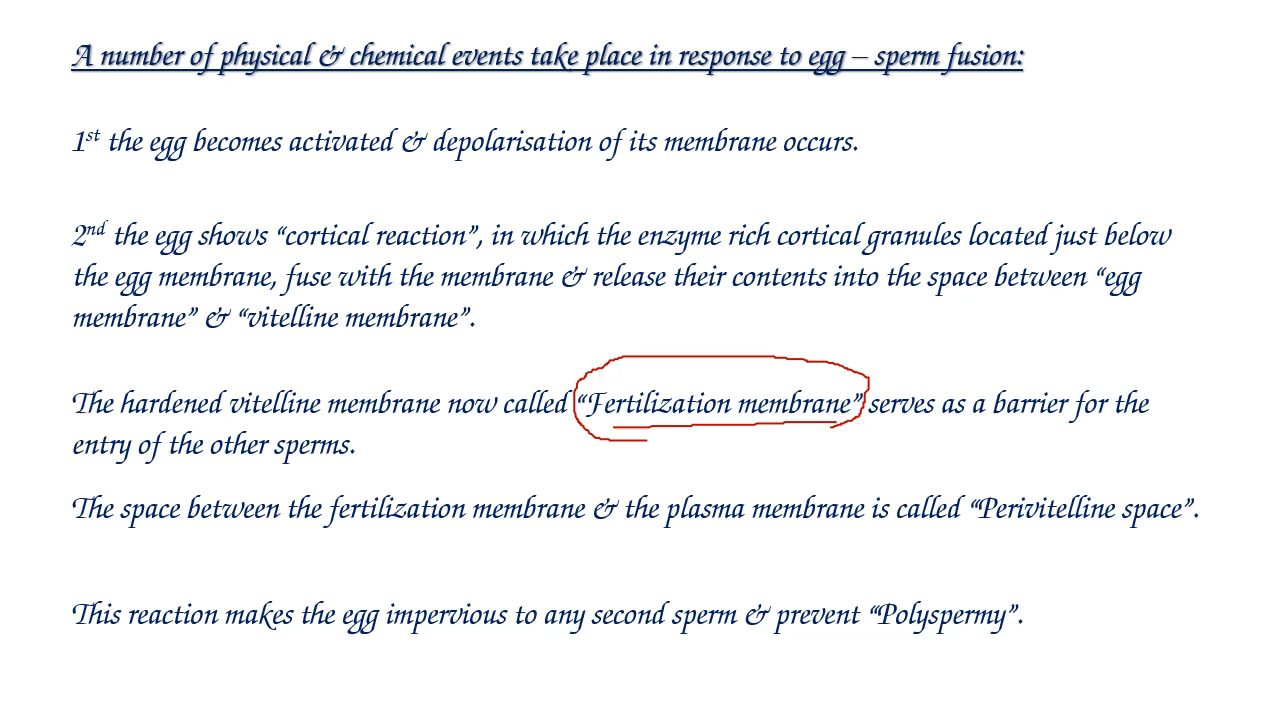 A number of physical & chemical events take place in response to egg – sperm fusion:
1st the egg becomes activated & depolarisation of its membrane occurs.
2nd the egg shows “cortical reaction”, in which the enzyme rich cortical granules located just below
the egg membrane, fuse with the membrane & release their contents into the space between “egg
membrane” & “vitelline membrane”.
The hardened vitelline membrane now called “Fertilization membrane” serves as a barrier for the
entry of the other sperms.
The space between the fertilization membrane & the plasma membrane is called “Perivitelline space”.
This reaction makes the egg impervious to any second sperm & prevent “Polyspermy”.